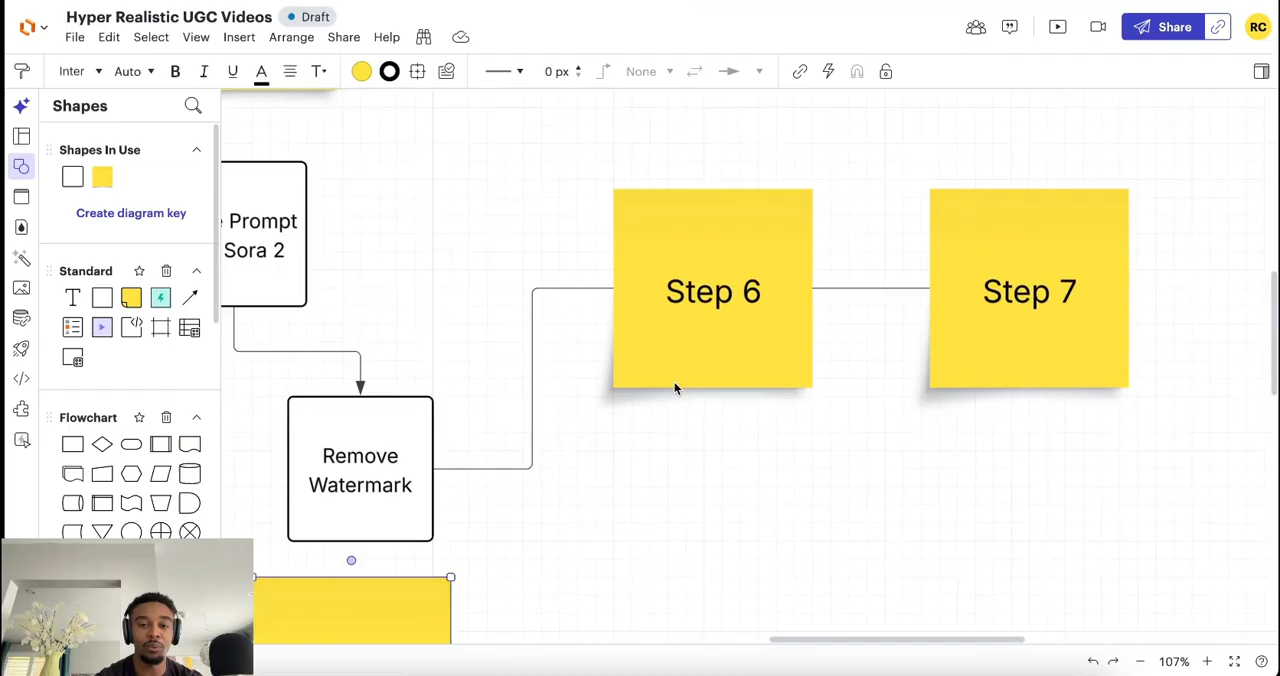 Hyper Realistic UGC Videos
Draft
File Edit Select View Insert Arrange Share Help
Share
RC
Inter
Auto
B I U A T
0 px
None
Shapes
Shapes In Use
Create diagram key
Standard
T
Flowchart
Prompt
Sora 2
Remove
Watermark
Step 6
Step 7
107%